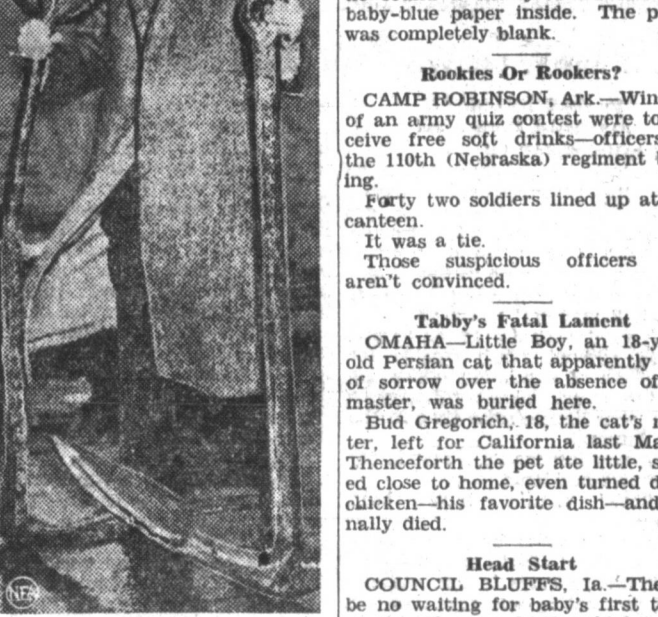 baby-blue paper inside. The p
was completely blank.
Rookies Or Rookers?
CAMP ROBINSON, Ark.—Win
of an army quiz contest were to
ceive free soft drinks—officers
the 110th (Nebraska) regiment
ing.
Forty two soldiers lined up at
canteen.
It was a tie.
Those suspicious officers
aren't convinced.
Tabby's Fatal Lament
OMAHA—Little Boy, an 18-y
old Persian cat that apparently
of sorrow over the absence of
master, was buried here.
Bud Gregorich, 18, the cat's m
ter, left for California last Ma
Thenceforth the pet ate little, s
ed close to home, even turned d
chicken—his favorite dish—and
nally died.
Head Start
COUNCIL BLUFFS, Ia.—The
be no waiting for baby's first t
NEA